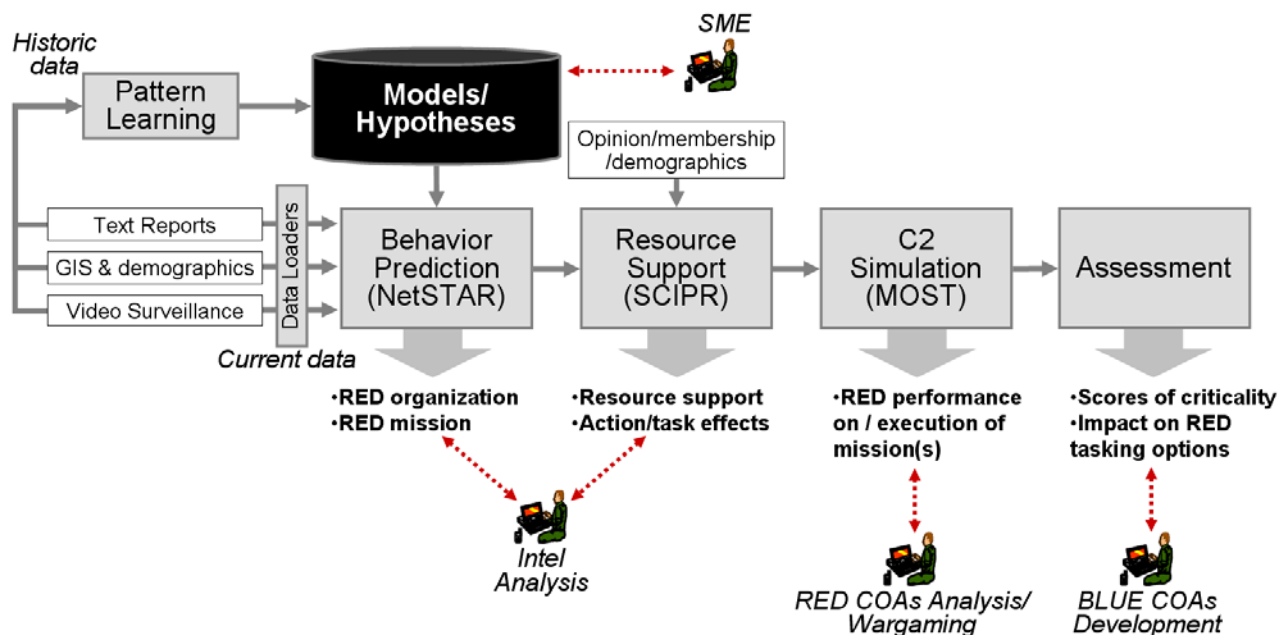 SME
Historic
data
Pattern
Learning
Models/
Hypotheses
Opinion/membership
/demographics
Text Reports
GIS & demographics
Video Surveillance
Data Loaders
Current data
Behavior
Prediction
(NetSTAR)
Resource
Support
(SCIPR)
C2
Simulation
(MOST)
Assessment
•RED organization
•RED mission
•Resource support
•Action/task effects
•RED performance
on / execution of
mission(s)
•Scores of criticality
•Impact on RED
tasking options
Intel
Analysis
RED COAs Analysis/
Wargaming
BLUE COAs
Development